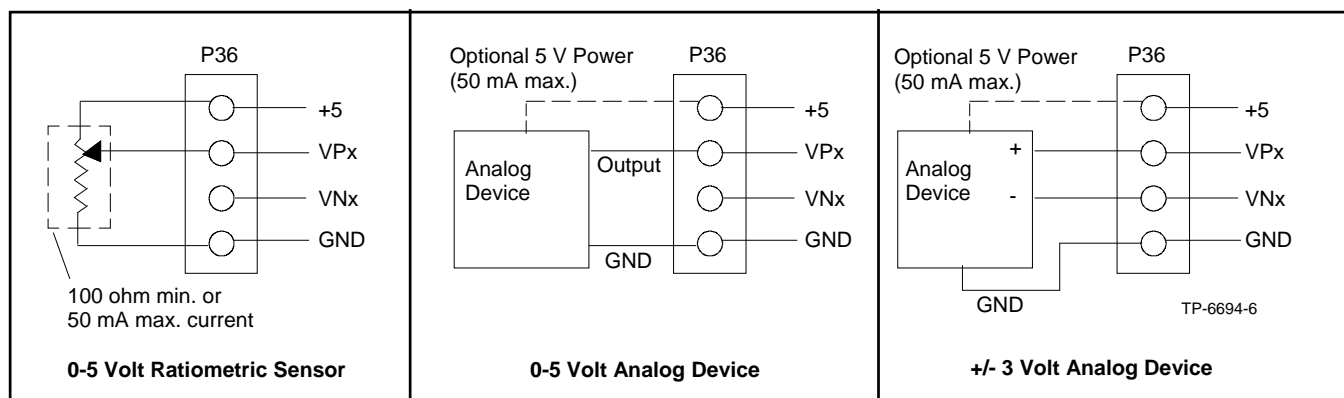 P36
+5
VPx
VNx
GND
100 ohm min. or
50 mA max. current
0-5 Volt Ratiometric Sensor
Optional 5 V Power
(50 mA max.)
P36
+5
Analog
Device
Output
VPx
VNx
GND
GND
0-5 Volt Analog Device
Optional 5 V Power
(50 mA max.)
P36
+5
Analog
Device
+
-
VPx
VNx
GND
GND
TP-6694-6
+/- 3 Volt Analog Device